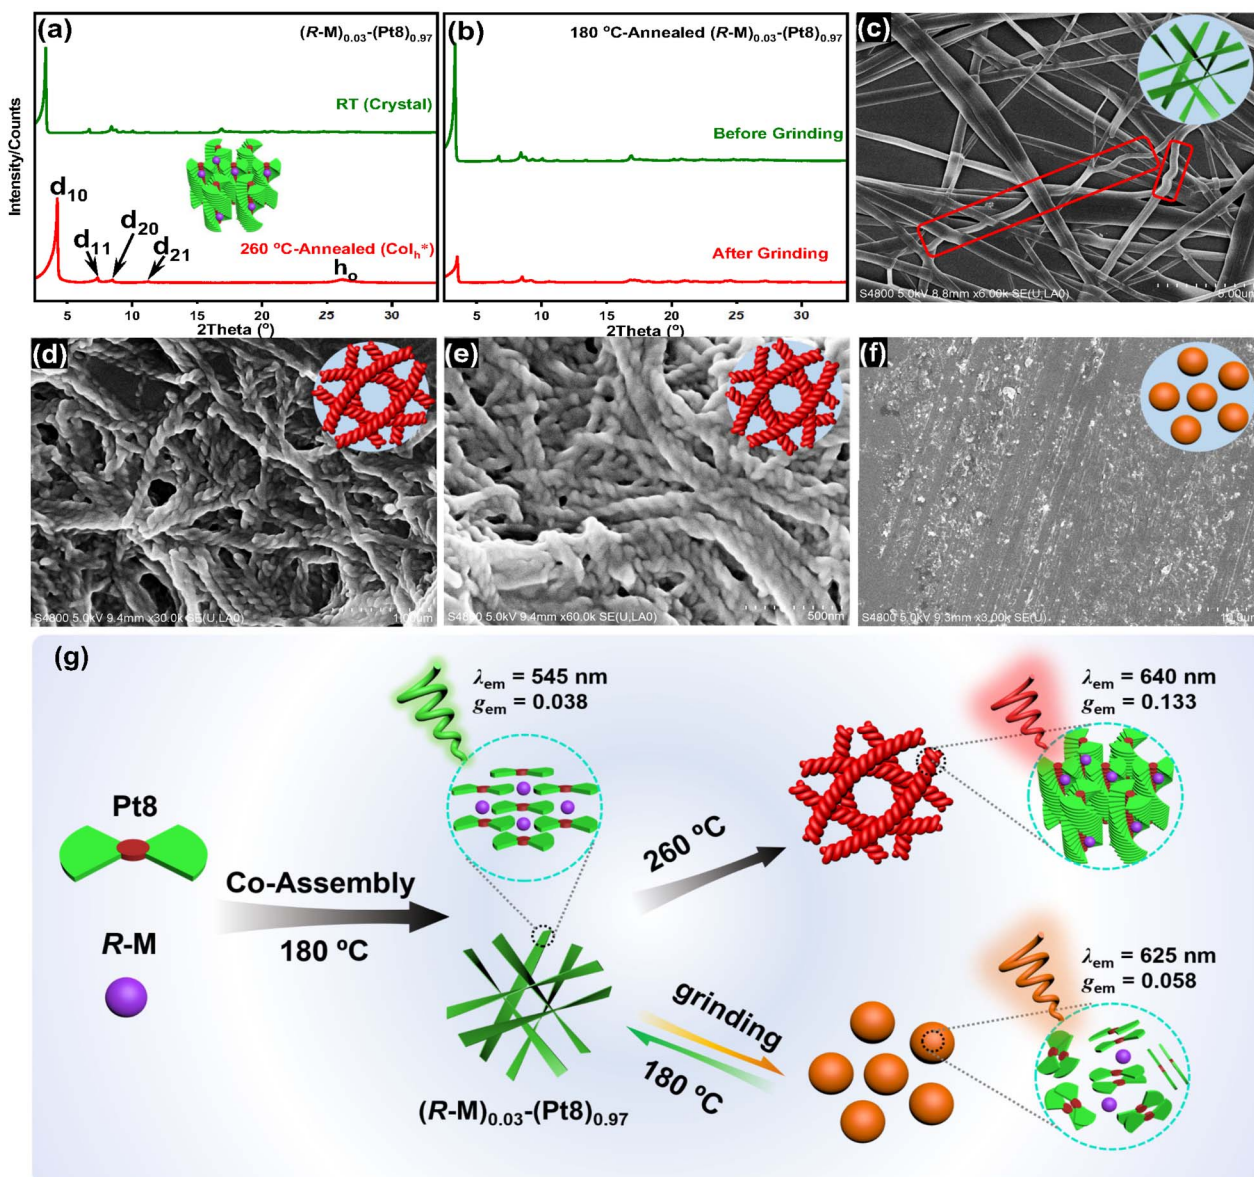 (a)
(R-M)0.03-(Pt8)0.97
RT (Crystal)
d10
d11
d20
d21
260 ºC-Annealed (Colh*)
ho
Intensity/Counts
5 15 25 30
2Theta (º)
(b)
180 ºC-Annealed (R-M)0.03-(Pt8)0.97
Before Grinding
After Grinding
5 15 25 30
2Theta (º)
(c)
S4800 5.0kV 8.8mm x6.00k SE(U,LA0) 5.00um
(d)
S4800 5.0kV 9.4mm x30.0k SE(U,LA0) 1.00um
(e)
S4800 5.0kV 9.4mm x60.0k SE(U,LA0) 500nm
(f)
S4800 5.0kV 9.3mm x3.00k SE(U)
(g)
λem = 545 nm
gem = 0.038
λem = 640 nm
gem = 0.133
Pt8
R-M
Co-Assembly
180 ºC
260 ºC
grinding
180 ºC
(R-M)0.03-(Pt8)0.97
λem = 625 nm
gem = 0.058